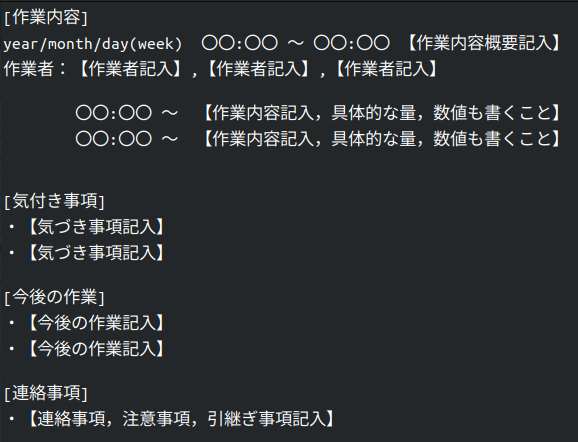 [作業内容]
year/month/day(week)　〇〇:〇〇 ～ 〇〇:〇〇 【作業内容概要記入】
作業者：【作業者記入】,【作業者記入】,【作業者記入】
〇〇:〇〇 ～ 【作業内容記入，具体的な量，数値も書くこと】
〇〇:〇〇 ～ 【作業内容記入，具体的な量，数値も書くこと】
[気付き事項]
・【気づき事項記入】
・【気づき事項記入】
[今後の作業]
・【今後の作業記入】
・【今後の作業記入】
[連絡事項]
・【連絡事項，注意事項，引継ぎ事項記入】